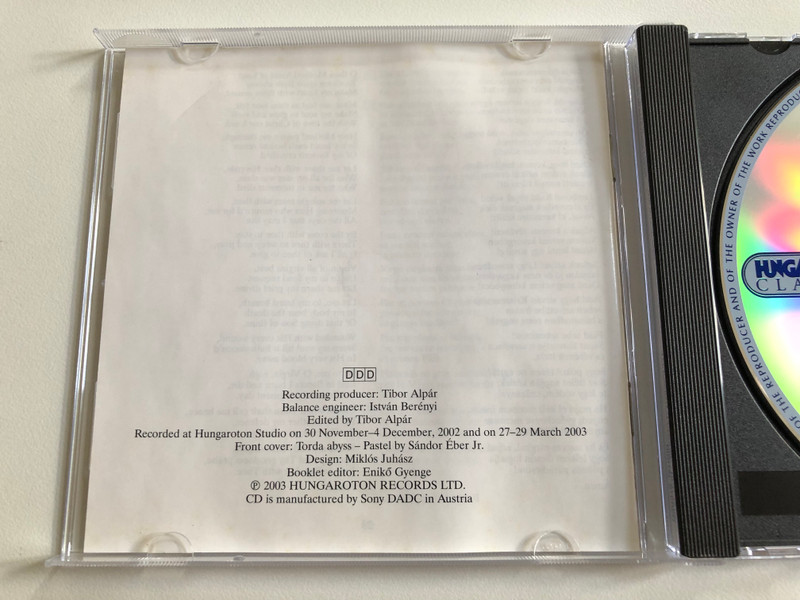 DDD
Recording producer: Tibor Alpár
Balance engineer: István Berényi
Edited by Tibor Alpár
Recorded at Hungaroton Studio on 30 November–4 December, 2002 and on 27–29 March 2003
Front cover: Torda abyss – Pastel by Sándor Éber Jr.
Design: Miklós Juhász
Booklet editor: Enikő Gyenge
℗ 2003 HUNGAROTON RECORDS LTD.
CD is manufactured by Sony DADC in Austria
OF THE REPRODUCER AND OF THE OWNER OF THE WORK REPRODU
HUNGA
CLA